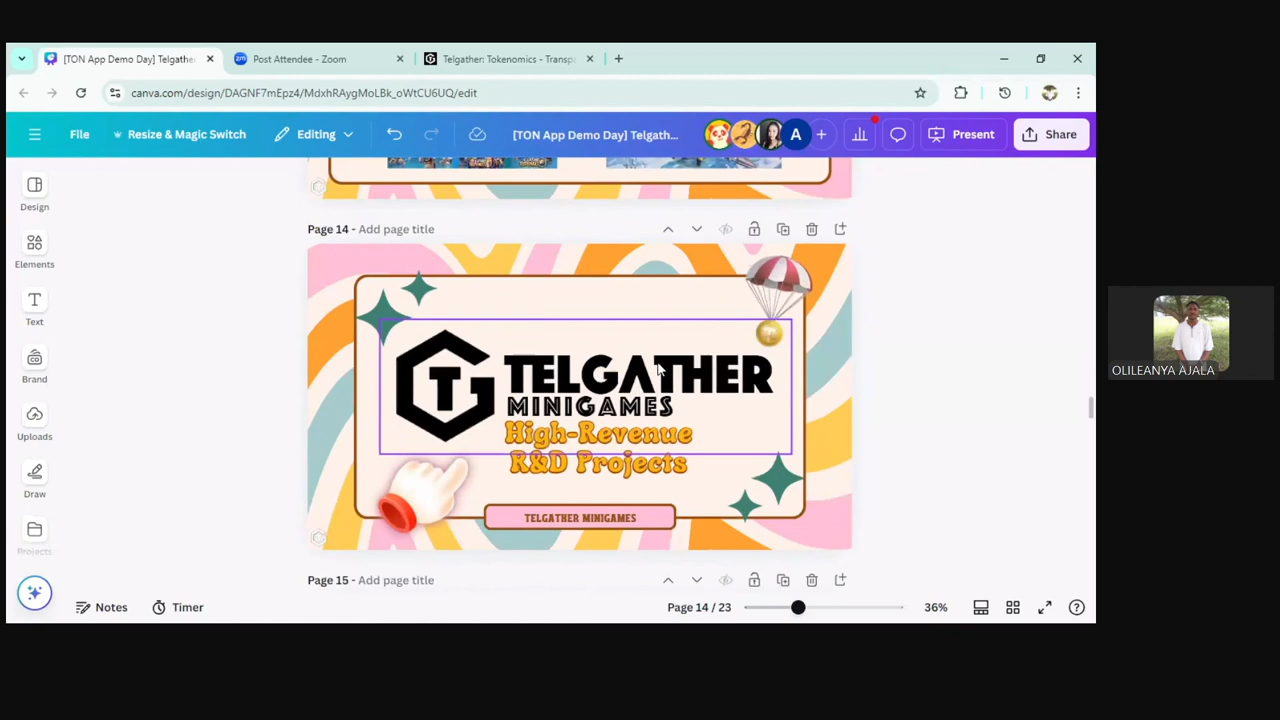 [TON App Demo Day] Telgathe
Post Attendee - Zoom
Telgather: Tokenomics - Transpa
canva.com/design/DAGNF7mEpz4/MdxhRAygMoLBk_oWtCU6UQ/edit
File
Resize & Magic Switch
Editing
[TON App Demo Day] Telgath...
A
Present
Share
Design
Elements
Text
Brand
Uploads
Draw
Projects
Page 14 - Add page title
TELGATHER
MINIGAMES
High-Revenue
R&D Projects
TELGATHER MINIGAMES
Page 15 - Add page title
Notes
Timer
Page 14 / 23
36%
OLILEANYA AJALA